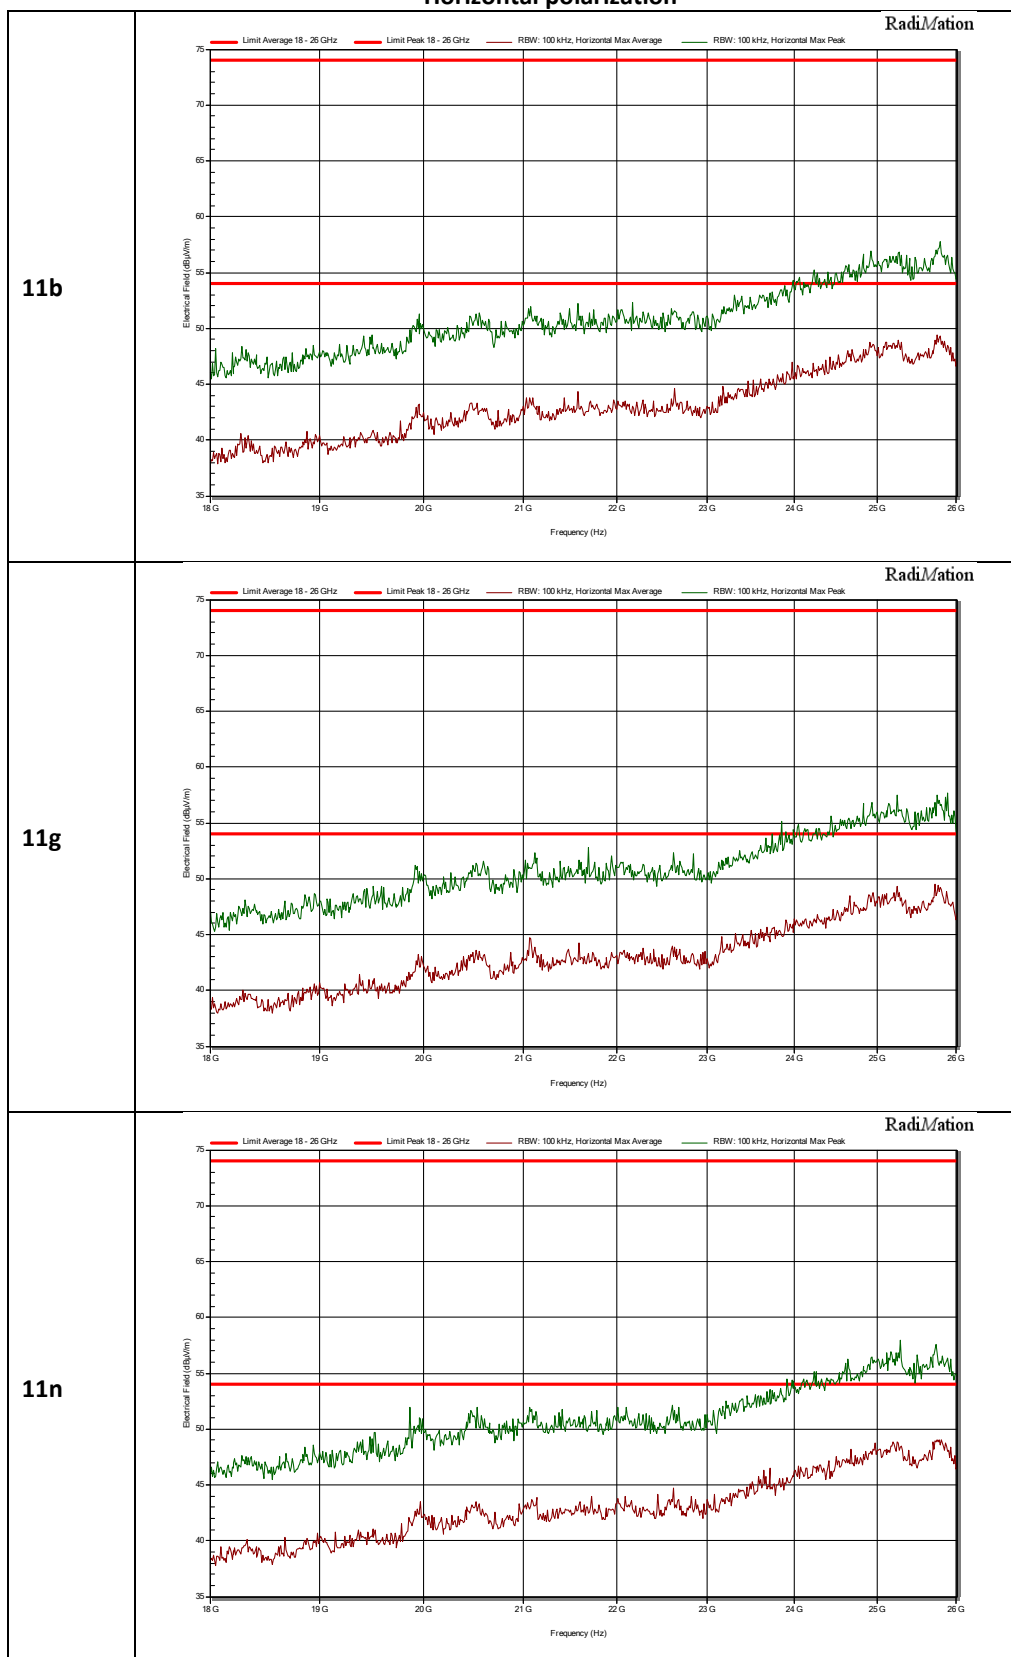 Horizontal polarization
11b
RadiMation
Limit Average 18 - 26 GHz Limit Peak 18 - 26 GHz RBW: 100 kHz, Horizontal Max Average RBW: 100 kHz, Horizontal Max Peak
75
70
65
60
55
50
45
40
35
Electrical Field (dBµV/m)
18 G 19 G 20 G 21 G 22 G 23 G 24 G 25 G 26 G
Frequency (Hz)
11g
RadiMation
Limit Average 18 - 26 GHz Limit Peak 18 - 26 GHz RBW: 100 kHz, Horizontal Max Average RBW: 100 kHz, Horizontal Max Peak
75
70
65
60
55
50
45
40
35
Electrical Field (dBµV/m)
18 G 19 G 20 G 21 G 22 G 23 G 24 G 25 G 26 G
Frequency (Hz)
11n
RadiMation
Limit Average 18 - 26 GHz Limit Peak 18 - 26 GHz RBW: 100 kHz, Horizontal Max Average RBW: 100 kHz, Horizontal Max Peak
75
70
65
60
55
50
45
40
35
Electrical Field (dBµV/m)
18 G 19 G 20 G 21 G 22 G 23 G 24 G 25 G 26 G
Frequency (Hz)